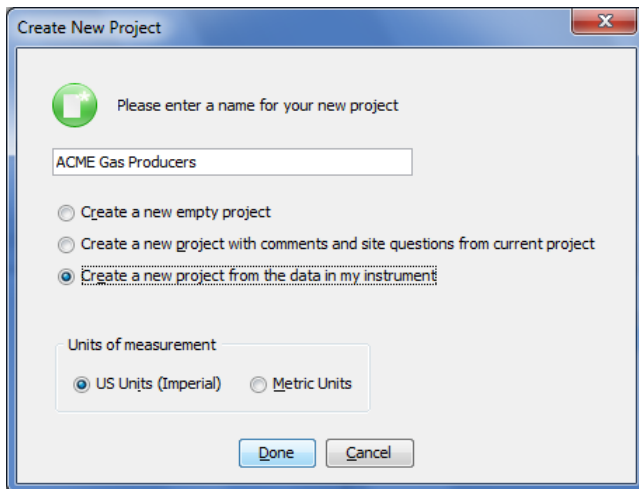 Create New Project
Please enter a name for your new project
ACME Gas Producers
Create a new empty project
Create a new project with comments and site questions from current project
Create a new project from the data in my instrument
Units of measurement
US Units (Imperial) Metric Units
Done Cancel